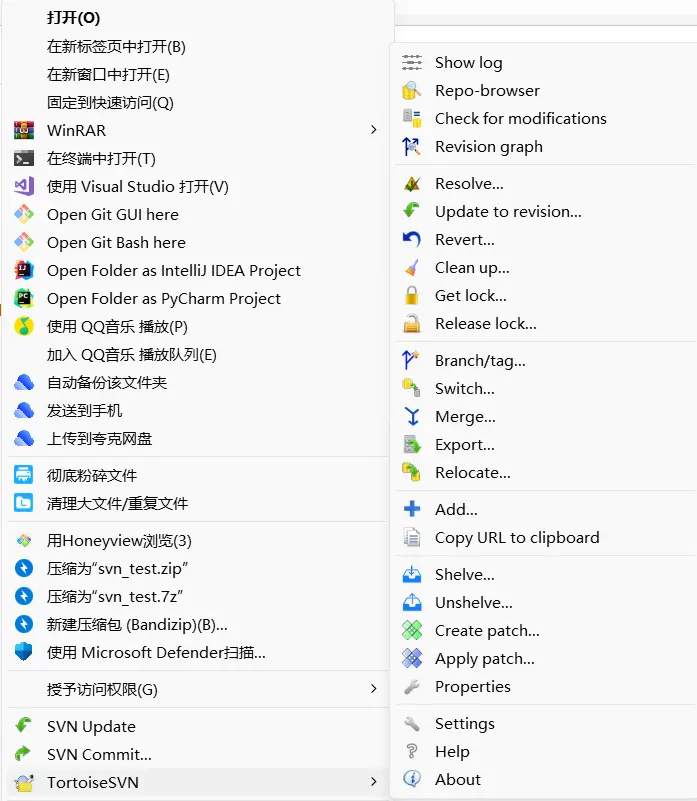 打开(O)
在新标签页中打开(B)
在新窗口中打开(E)
固定到快速访问(Q)
WinRAR
在终端中打开(T)
使用 Visual Studio 打开(V)
Open Git GUI here
Open Git Bash here
Open Folder as IntelliJ IDEA Project
Open Folder as PyCharm Project
使用 QQ音乐 播放(P)
加入 QQ音乐 播放队列(E)
自动备份该文件夹
发送到手机
上传到夸克网盘
彻底粉碎文件
清理大文件/重复文件
用Honeyview浏览(3)
压缩为“svn_test.zip”
压缩为“svn_test.7z”
新建压缩包 (Bandizip)(B)...
使用 Microsoft Defender扫描...
授予访问权限(G)
SVN Update
SVN Commit...
TortoiseSVN
Show log
Repo-browser
Check for modifications
Revision graph
Resolve...
Update to revision...
Revert...
Clean up...
Get lock...
Release lock...
Branch/tag...
Switch...
Merge...
Export...
Relocate...
Add...
Copy URL to clipboard
Shelve...
Unshelve...
Create patch...
Apply patch...
Properties
Settings
Help
About